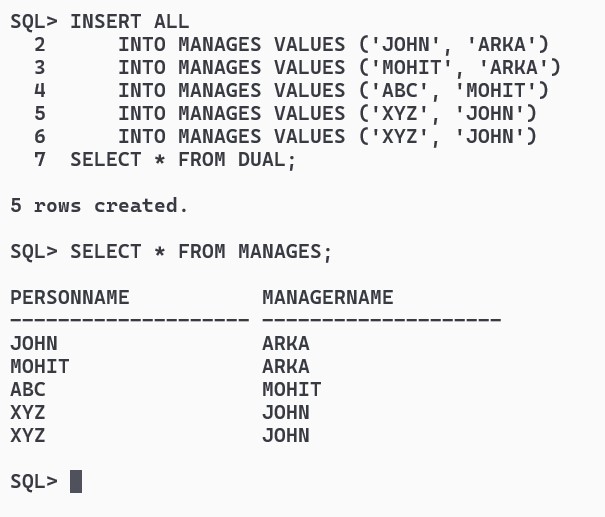 SQL> INSERT ALL
  2      INTO MANAGES VALUES ('JOHN', 'ARKA')
  3      INTO MANAGES VALUES ('MOHIT', 'ARKA')
  4      INTO MANAGES VALUES ('ABC', 'MOHIT')
  5      INTO MANAGES VALUES ('XYZ', 'JOHN')
  6      INTO MANAGES VALUES ('XYZ', 'JOHN')
  7  SELECT * FROM DUAL;
5 rows created.
SQL> SELECT * FROM MANAGES;
PERSONNAME           MANAGERNAME
-------------------- --------------------
JOHN                 ARKA
MOHIT                ARKA
ABC                  MOHIT
XYZ                  JOHN
XYZ                  JOHN
SQL>